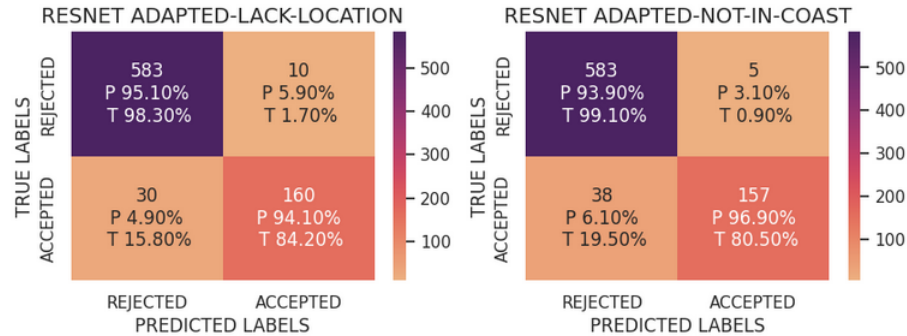 RESNET ADAPTED-LACK-LOCATION
TRUE LABELS
REJECTED
ACCEPTED
583
P 95.10%
T 98.30%
10
P 5.90%
T 1.70%
30
P 4.90%
T 15.80%
160
P 94.10%
T 84.20%
REJECTED
ACCEPTED
PREDICTED LABELS
500
400
300
200
100
RESNET ADAPTED-NOT-IN-COAST
TRUE LABELS
REJECTED
ACCEPTED
583
P 93.90%
T 99.10%
5
P 3.10%
T 0.90%
38
P 6.10%
T 19.50%
157
P 96.90%
T 80.50%
REJECTED
ACCEPTED
PREDICTED LABELS
500
400
300
200
100